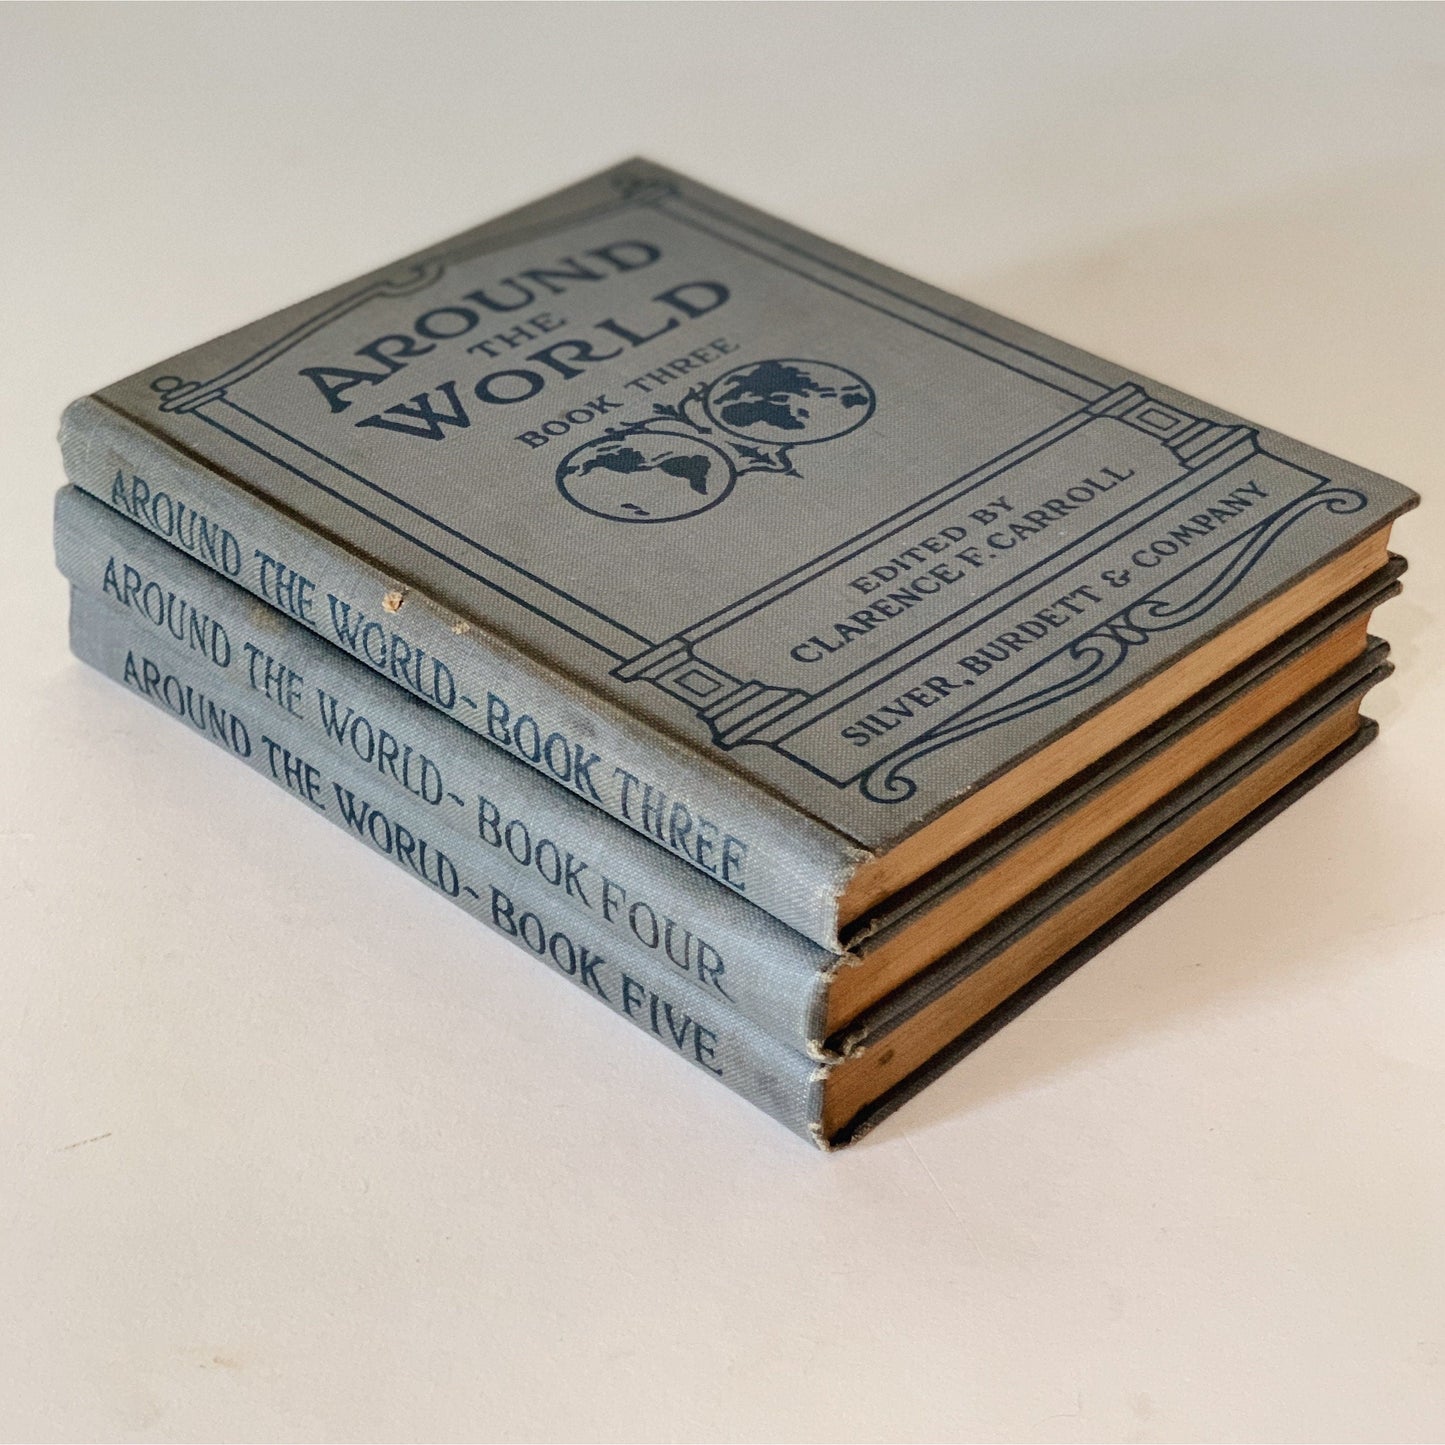 AROUND
THE
WORLD
BOOK THREE
EDITED BY
CLARENCE F. CARROLL
SILVER, BURDETT & COMPANY
AROUND THE WORLD~BOOK THREE
AROUND THE WORLD~BOOK FOUR
AROUND THE WORLD~BOOK FIVE